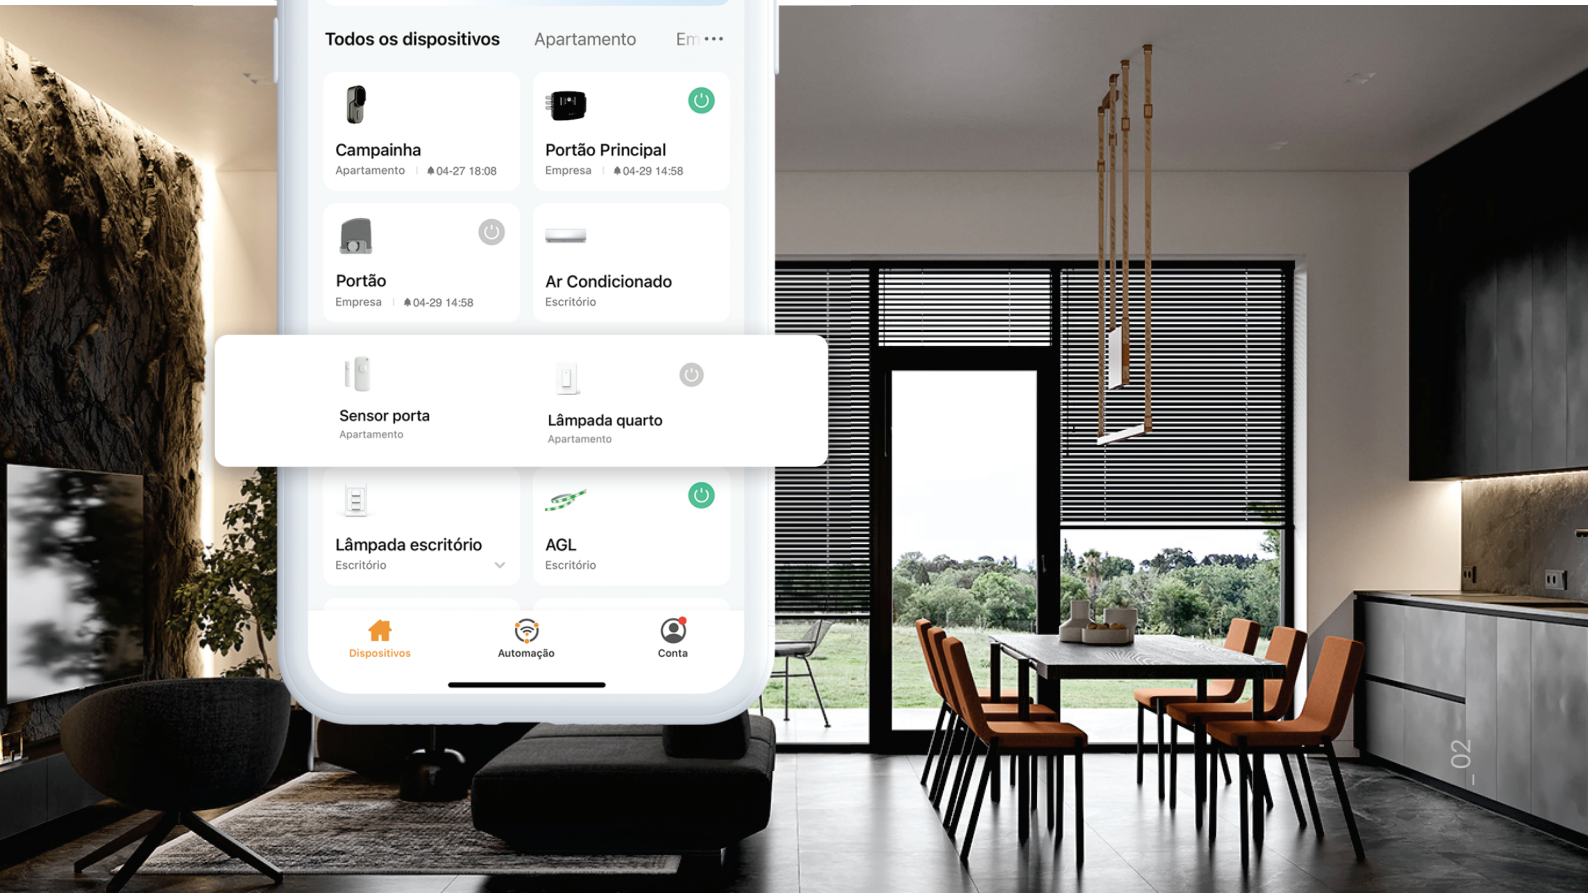 Todos os dispositivos Apartamento Em
Campainha
Apartamento 04-27 18:08
Portão Principal
Empresa 04-29 14:58
Portão
Empresa 04-29 14:58
Ar Condicionado
Escritório
Sensor porta
Apartamento
Lâmpada quarto
Apartamento
Lâmpada escritório
Escritório
AGL
Escritório
Dispositivos
Automação
Conta
_02